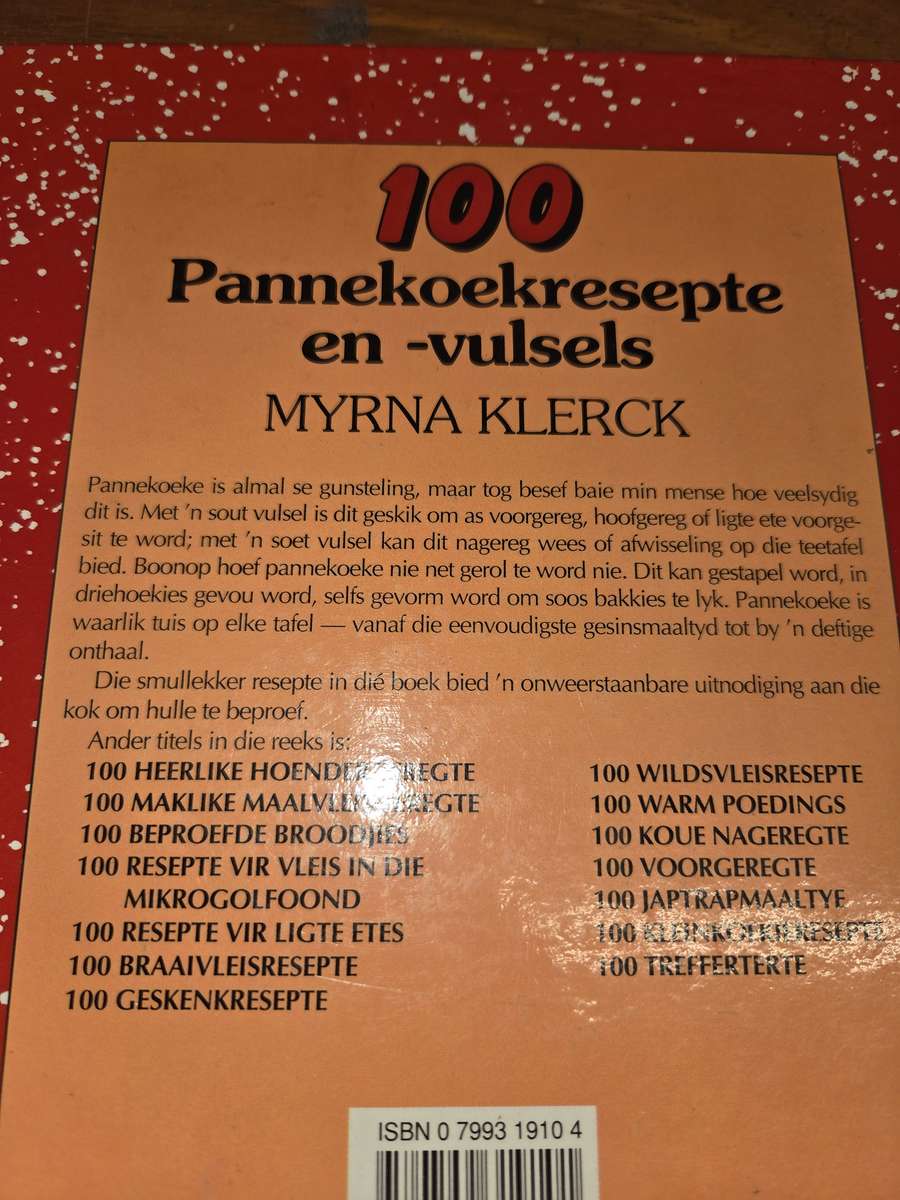 100
Pannekoekresepte
en -vulsels
MYRNA KLERCK
Pannekoeke is almal se gunsteling, maar tog besef baie min mense hoe veelsydig
dit is. Met 'n sout vulsel is dit geskik om as voorgereg, hoofgereg of ligte ete voorge-
sit te word; met 'n soet vulsel kan dit nagereg wees of afwisseling op die teetafel
bied. Boonop hoef pannekoeke nie net gerol te word nie. Dit kan gestapel word, in
driehoekies gevou word, selfs gevorm word om soos bakkies te lyk. Pannekoeke is
waarlik tuis op elke tafel — vanaf die eenvoudigste gesinsmaaltyd tot by 'n deftige
onthaal.
Die smullekker resepte in dié boek bied 'n onweerstaanbare uitnodiging aan die
kok om hulle te beproef.
Ander titels in die reeks is:
100 HEERLIKE
100 MAKLIKE
100 BEPROEFDE BROODJIES
100 RESEPTE VIR VLEIS IN DIE
MIKROGOLFOOND
100 RESEPTE VIR LIGTE ETES
100 BRAAIVLEISRESEPTE
100 GESKENKRESEPTE
100 WILDSVLEISRESEPTE
100 WARM POEDINGS
100 KOUE NAGEREGTE
100 VOORGEREGTE
100 JAPTRAPMAALTYE
100 KLEINKOEKIERESEPTE
100 TREFFERTERTE
ISBN 0 7993 1910 4